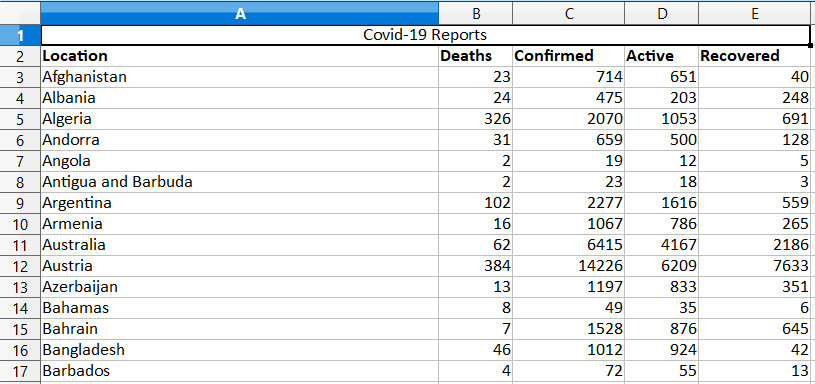 A B C D E
1 Covid-19 Reports
2 Location Deaths Confirmed Active Recovered
3 Afghanistan 23 714 651 40
4 Albania 24 475 203 248
5 Algeria 326 2070 1053 691
6 Andorra 31 659 500 128
7 Angola 2 19 12 5
8 Antigua and Barbuda 2 23 18 3
9 Argentina 102 2277 1616 559
10 Armenia 16 1067 786 265
11 Australia 62 6415 4167 2186
12 Austria 384 14226 6209 7633
13 Azerbaijan 13 1197 833 351
14 Bahamas 8 49 35 6
15 Bahrain 7 1528 876 645
16 Bangladesh 46 1012 924 42
17 Barbados 4 72 55 13